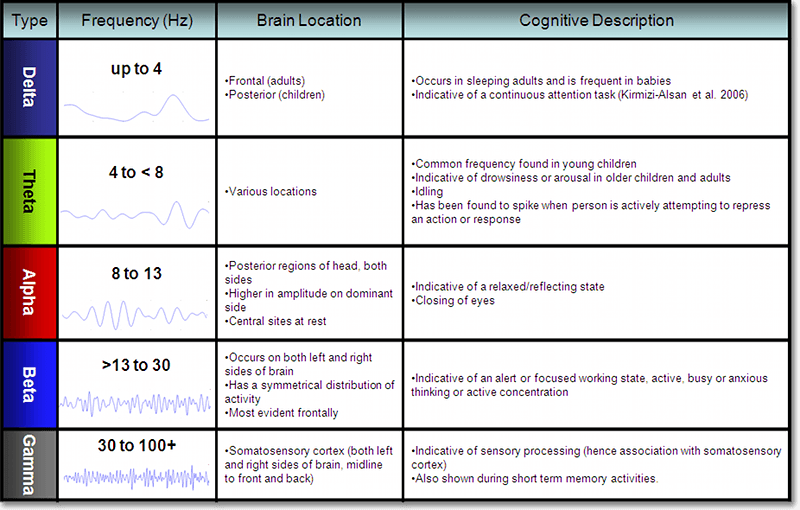 Type
Frequency (Hz)
Brain Location
Cognitive Description
Delta
up to 4
•Frontal (adults)
•Posterior (children)
•Occurs in sleeping adults and is frequent in babies
•Indicative of a continuous attention task (Kirmizi-Alsan et al. 2006)
Theta
4 to < 8
•Various locations
•Common frequency found in young children
•Indicative of drowsiness or arousal in older children and adults
•Idling
•Has been found to spike when person is actively attempting to repress
an action or response
Alpha
8 to 13
•Posterior regions of head, both
sides
•Higher in amplitude on dominant
side
•Central sites at rest
•Indicative of a relaxed/reflecting state
•Closing of eyes
Beta
>13 to 30
•Occurs on both left and right
sides of brain
•Has a symmetrical distribution of
activity
•Most evident frontally
•Indicative of an alert or focused working state, active, busy or anxious
thinking or active concentration
Gamma
30 to 100+
•Somatosensory cortex (both left
and right sides of brain, midline
to front and back)
•Indicative of sensory processing (hence association with somatosensory
cortex)
•Also shown during short term memory activities.